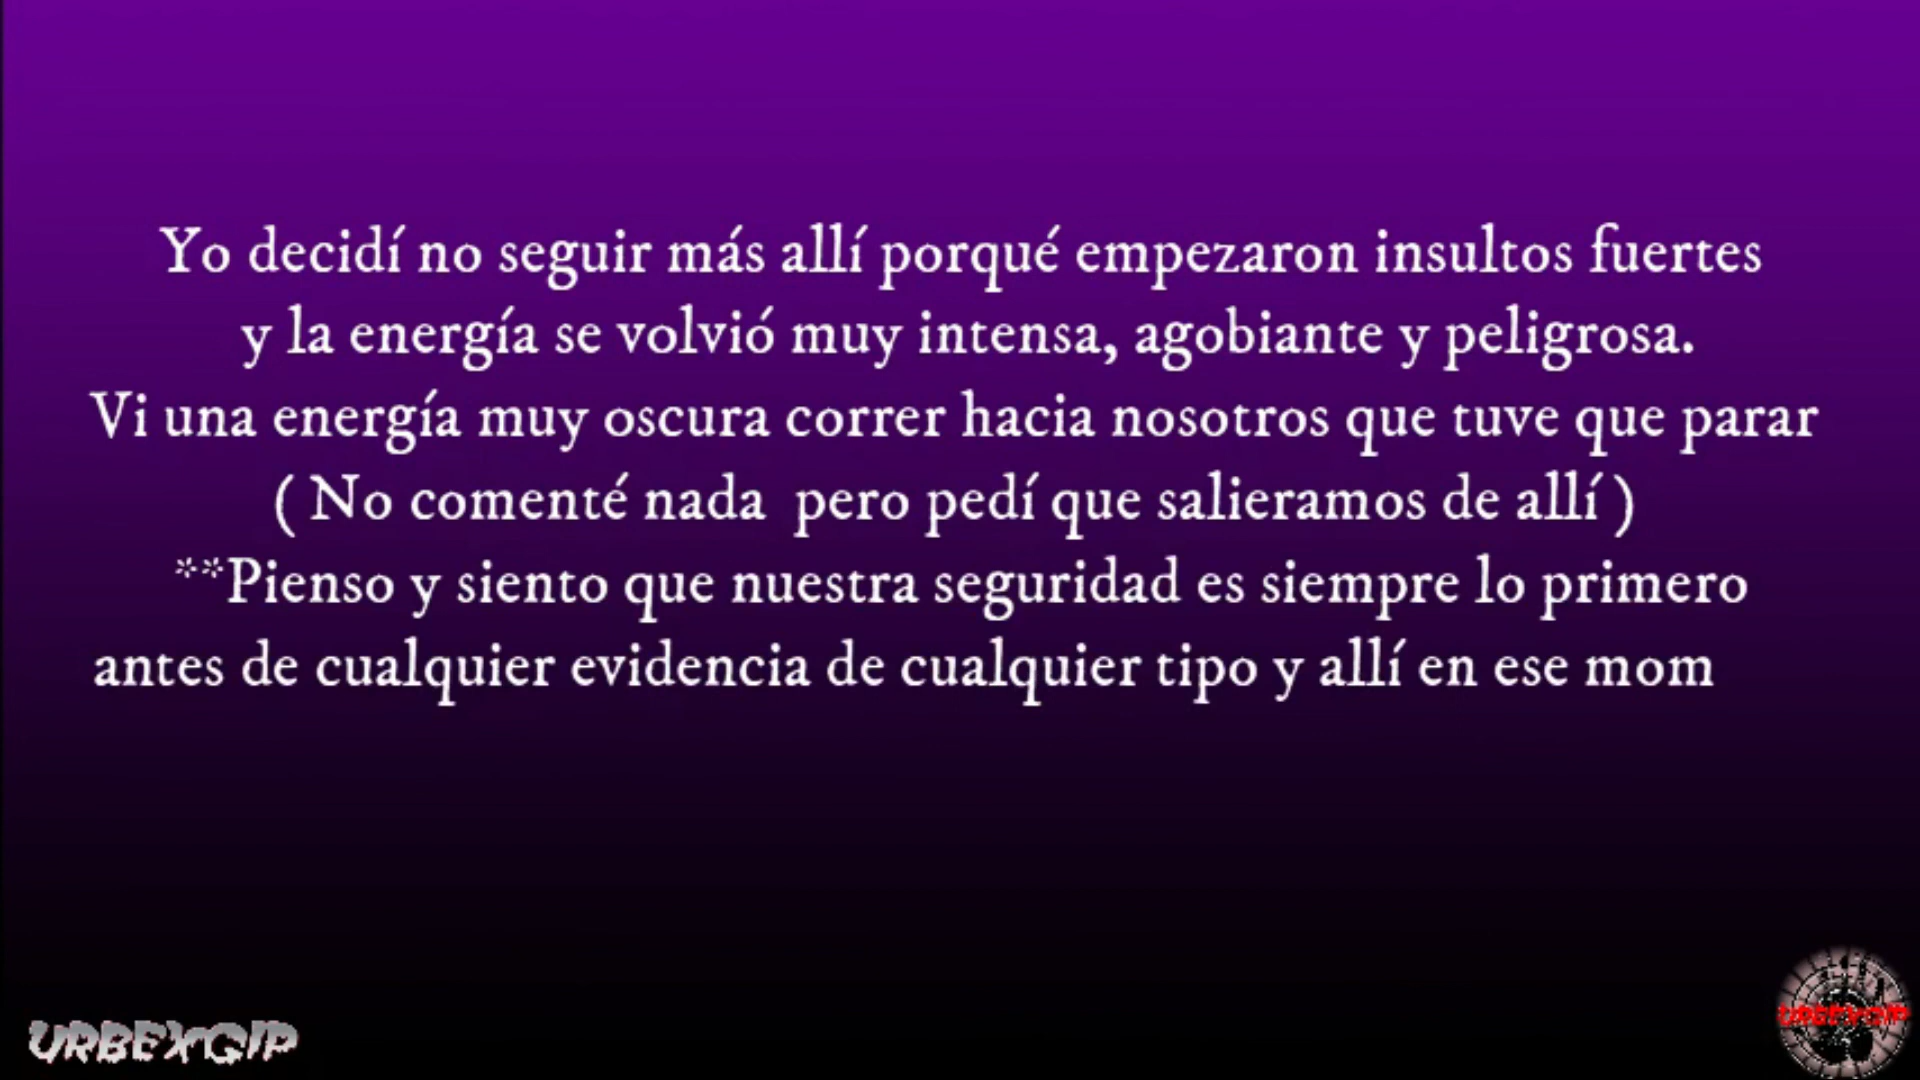 Yo decidí no seguir más allí porqué empezaron insultos fuertes
y la energía se volvió muy intensa, agobiante y peligrosa.
Vi una energía muy oscura correr hacia nosotros que tuve que parar
( No comenté nada  pero pedí que salieramos de allí )
**Pienso y siento que nuestra seguridad es siempre lo primero
antes de cualquier evidencia de cualquier tipo y allí en ese mom
URBEXGIP
URBEXGIP